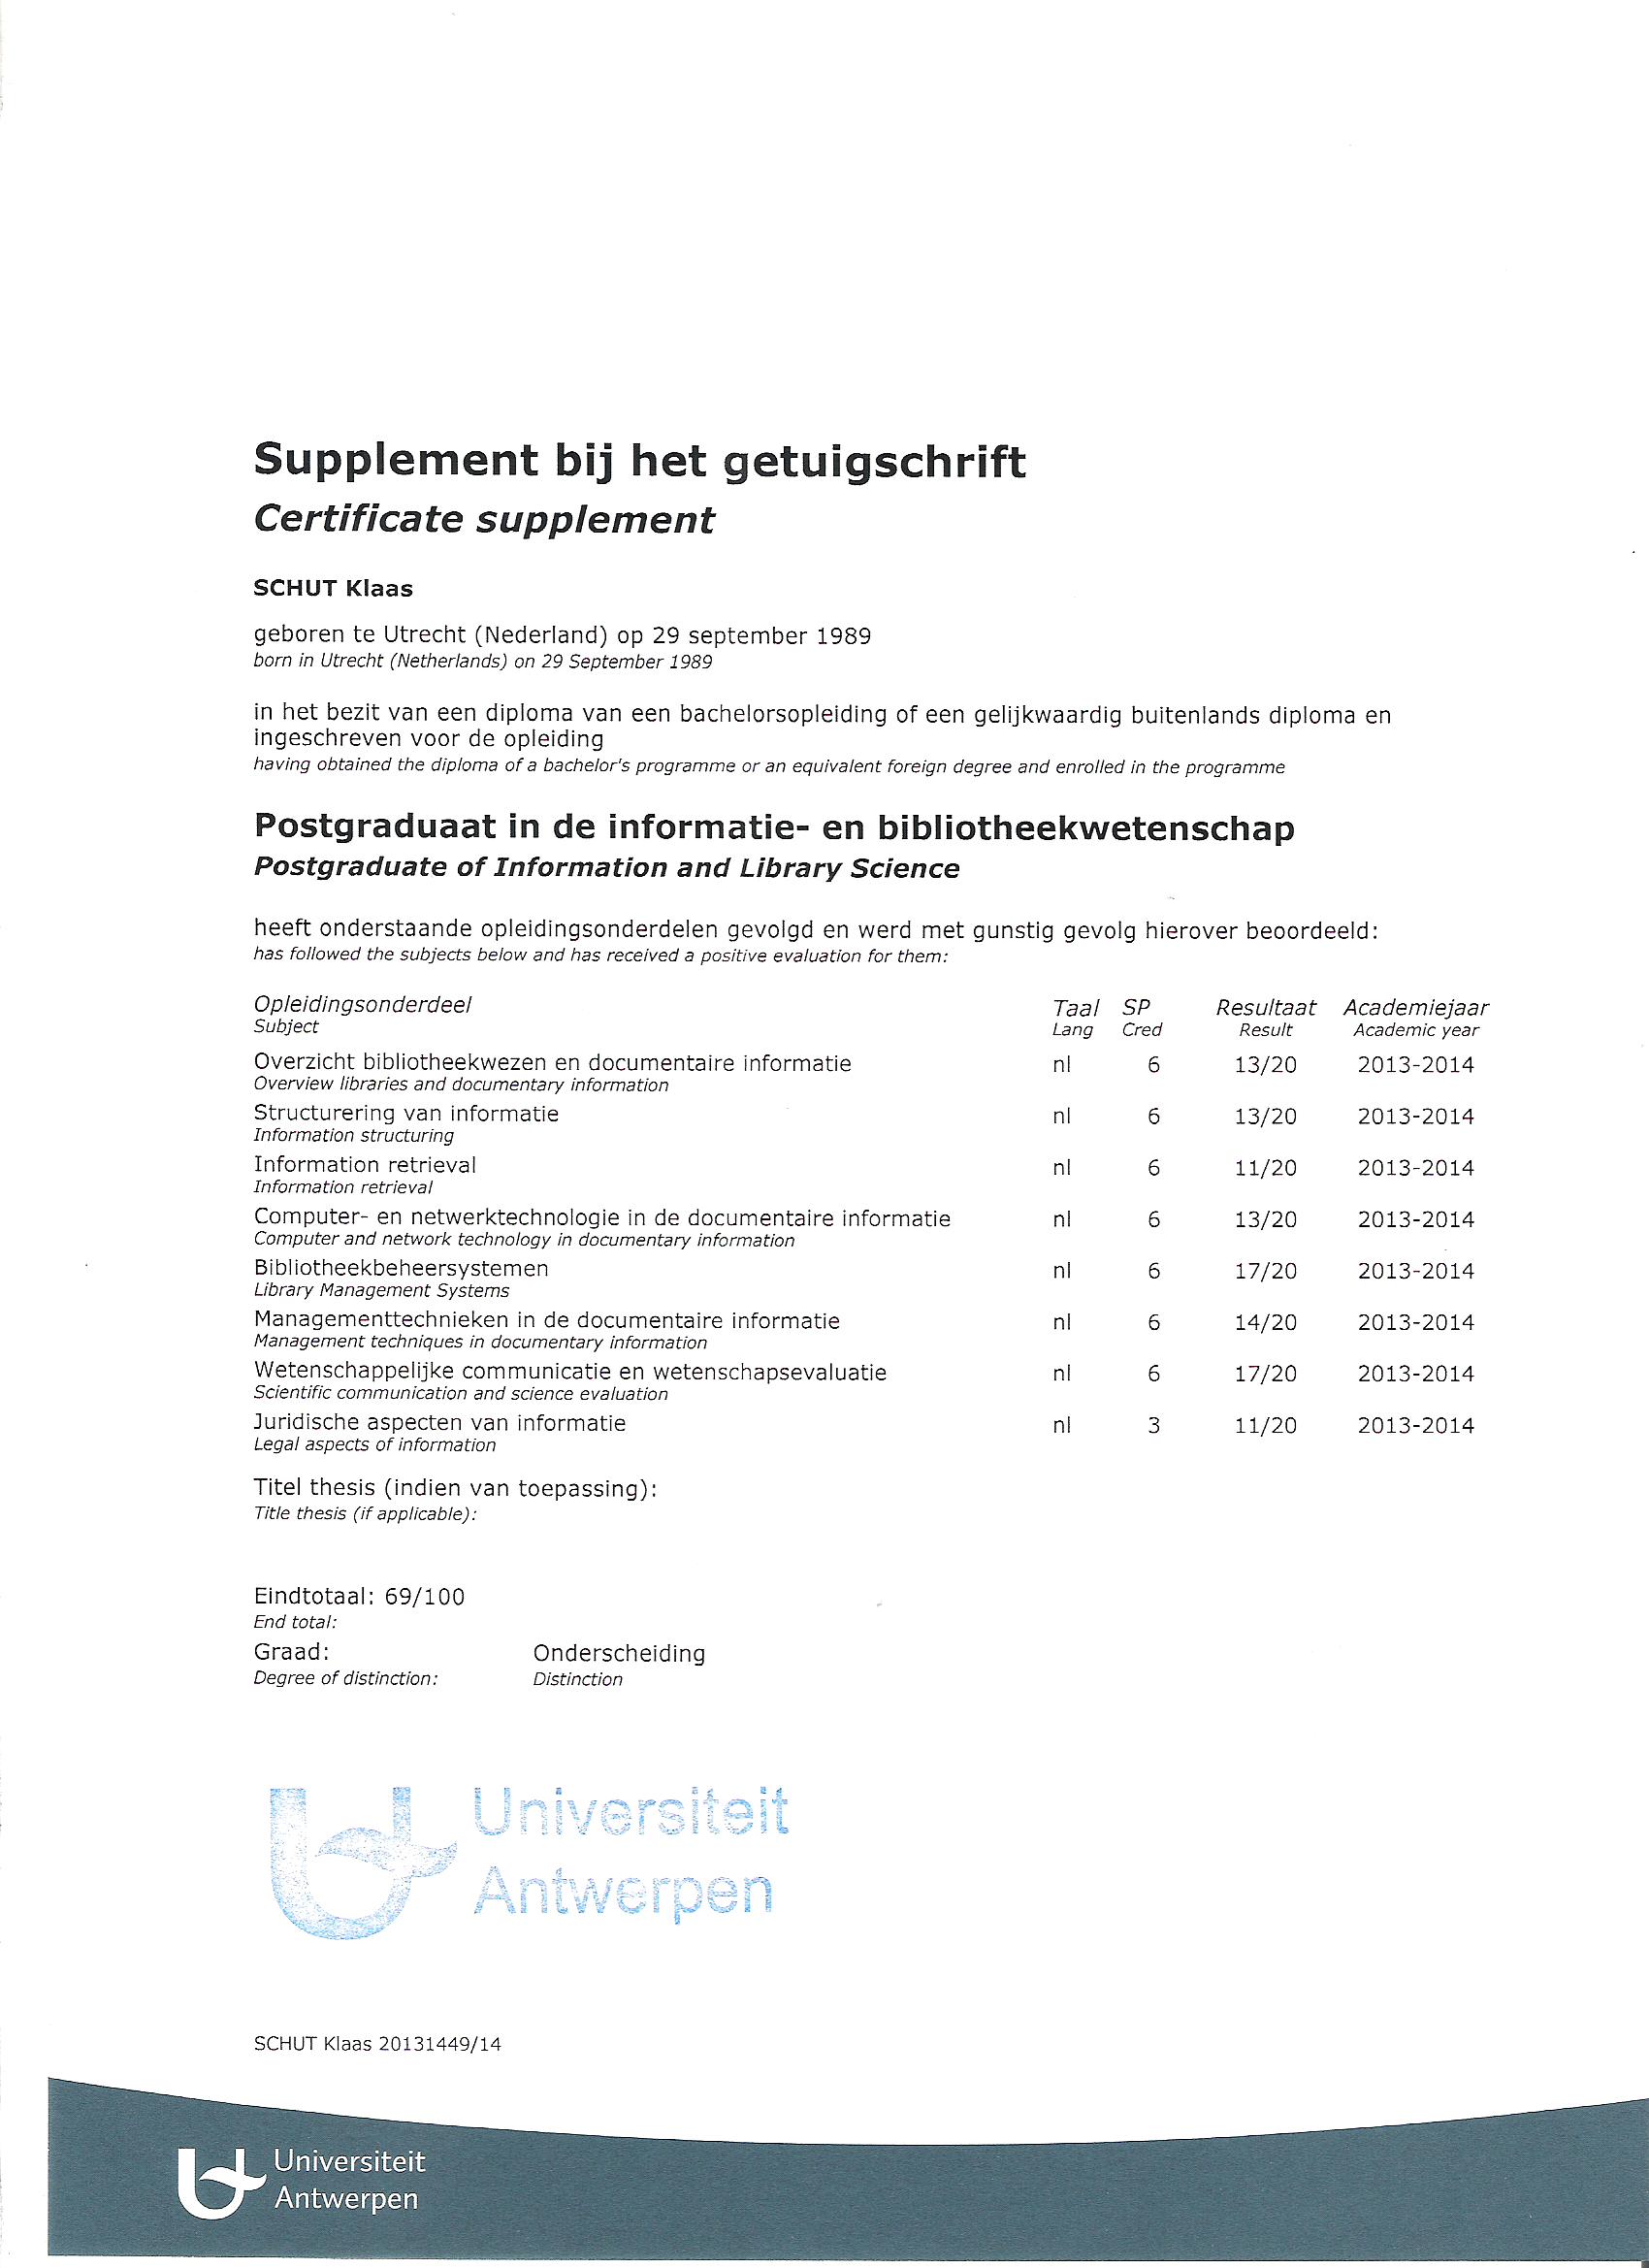 Supplement bij het getuigschrift
Certificate supplement
SCHUT Klaas
geboren te Utrecht (Nederland) op 29 september 1989
born in Utrecht (Netherlands) on 29 September 1989
in het bezit van een diploma van een bachelorsopleiding of een gelijkwaardig buitenlands diploma en
ingeschreven voor de opleiding
having obtained the diploma of a bachelor's programme or an equivalent foreign degree and enrolled in the programme
Postgraduaat in de informatie- en bibliotheekwetenschap
Postgraduate of Information and Library Science
heeft onderstaande opleidingsonderdelen gevolgd en werd met gunstig gevolg hierover beoordeeld:
has followed the subjects below and has received a positive evaluation for them:
Opleidingsonderdeel Taal SP Resultaat Academiejaar
Subject Lang Cred Result Academic year
Overzicht bibliotheekwezen en documentaire informatie nl 6 13/20 2013-2014
Overview libraries and documentary information
Structurering van informatie nl 6 13/20 2013-2014
Information structuring
Information retrieval nl 6 11/20 2013-2014
Information retrieval
Computer- en netwerktechnologie in de documentaire informatie nl 6 13/20 2013-2014
Computer and network technology in documentary information
Bibliotheekbeheersystemen nl 6 17/20 2013-2014
Library Management Systems
Managementtechnieken in de documentaire informatie nl 6 14/20 2013-2014
Management techniques in documentary information
Wetenschappelijke communicatie en wetenschapsevaluatie nl 6 17/20 2013-2014
Scientific communication and science evaluation
Juridische aspecten van informatie nl 3 11/20 2013-2014
Legal aspects of information
Titel thesis (indien van toepassing):
Title thesis (if applicable):
Eindtotaal: 69/100
End total:
Graad: Onderscheiding
Degree of distinction: Distinction
Universiteit
Antwerpen
SCHUT Klaas 20131449/14
Universiteit
Antwerpen